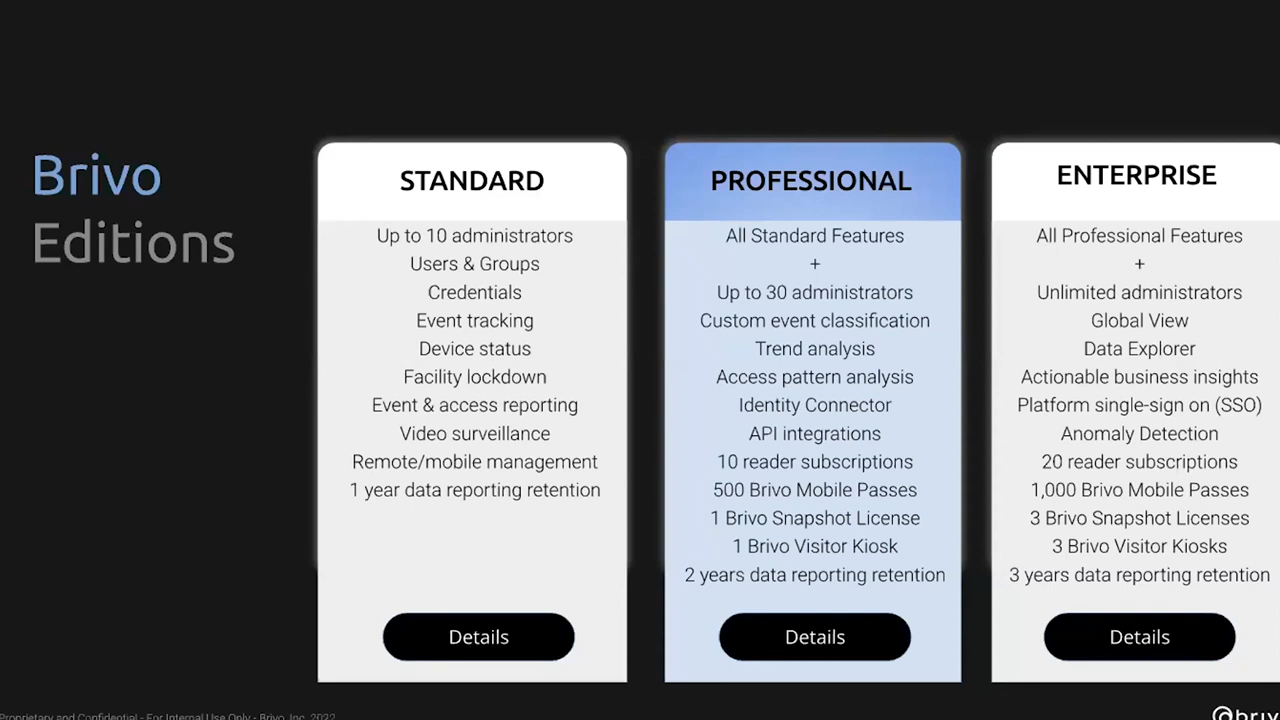 Brivo
Editions
STANDARD
Up to 10 administrators
Users & Groups
Credentials
Event tracking
Device status
Facility lockdown
Event & access reporting
Video surveillance
Remote/mobile management
1 year data reporting retention
Details
PROFESSIONAL
All Standard Features
+
Up to 30 administrators
Custom event classification
Trend analysis
Access pattern analysis
Identity Connector
API integrations
10 reader subscriptions
500 Brivo Mobile Passes
1 Brivo Snapshot License
1 Brivo Visitor Kiosk
2 years data reporting retention
Details
ENTERPRISE
All Professional Features
+
Unlimited administrators
Global View
Data Explorer
Actionable business insights
Platform single-sign on (SSO)
Anomaly Detection
20 reader subscriptions
1,000 Brivo Mobile Passes
3 Brivo Snapshot Licenses
3 Brivo Visitor Kiosks
3 years data reporting retention
Details
Proprietary and Confidential - For Internal Use Only - Brivo, Inc. 2022